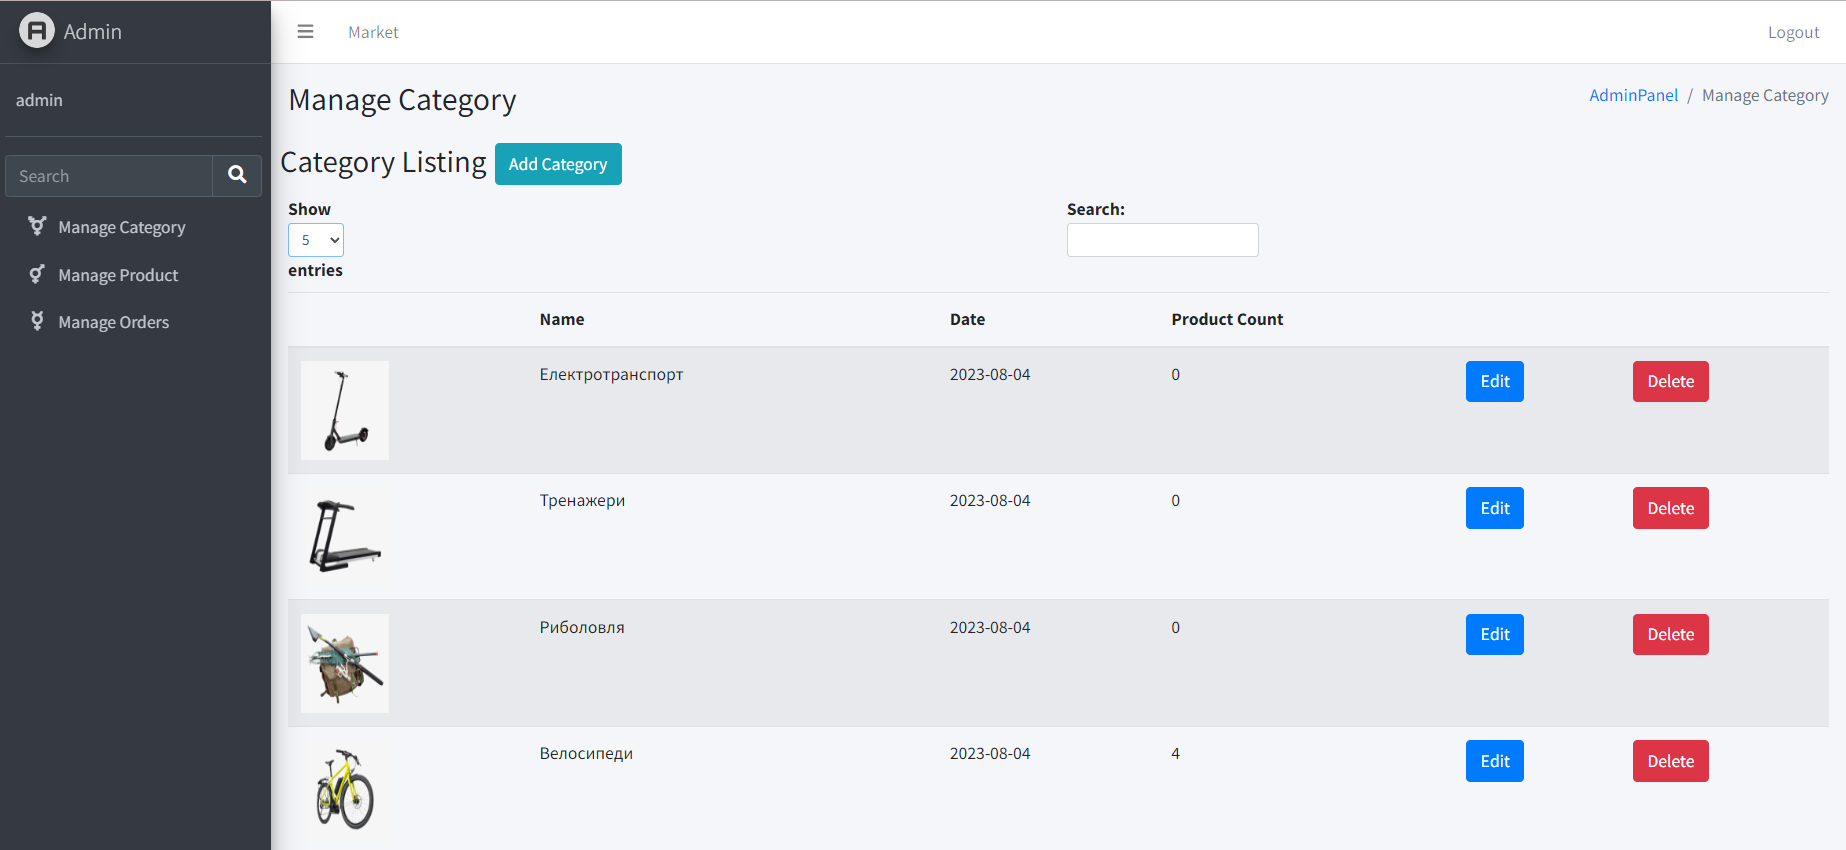 Admin
Market
Logout
admin
Search
Manage Category
Manage Product
Manage Orders
Manage Category
AdminPanel / Manage Category
Category Listing Add Category
Show
5
entries
Search:
Name Date Product Count
Електротранспорт 2023-08-04 0 Edit Delete
Тренажери 2023-08-04 0 Edit Delete
Риболовля 2023-08-04 0 Edit Delete
Велосипеди 2023-08-04 4 Edit Delete